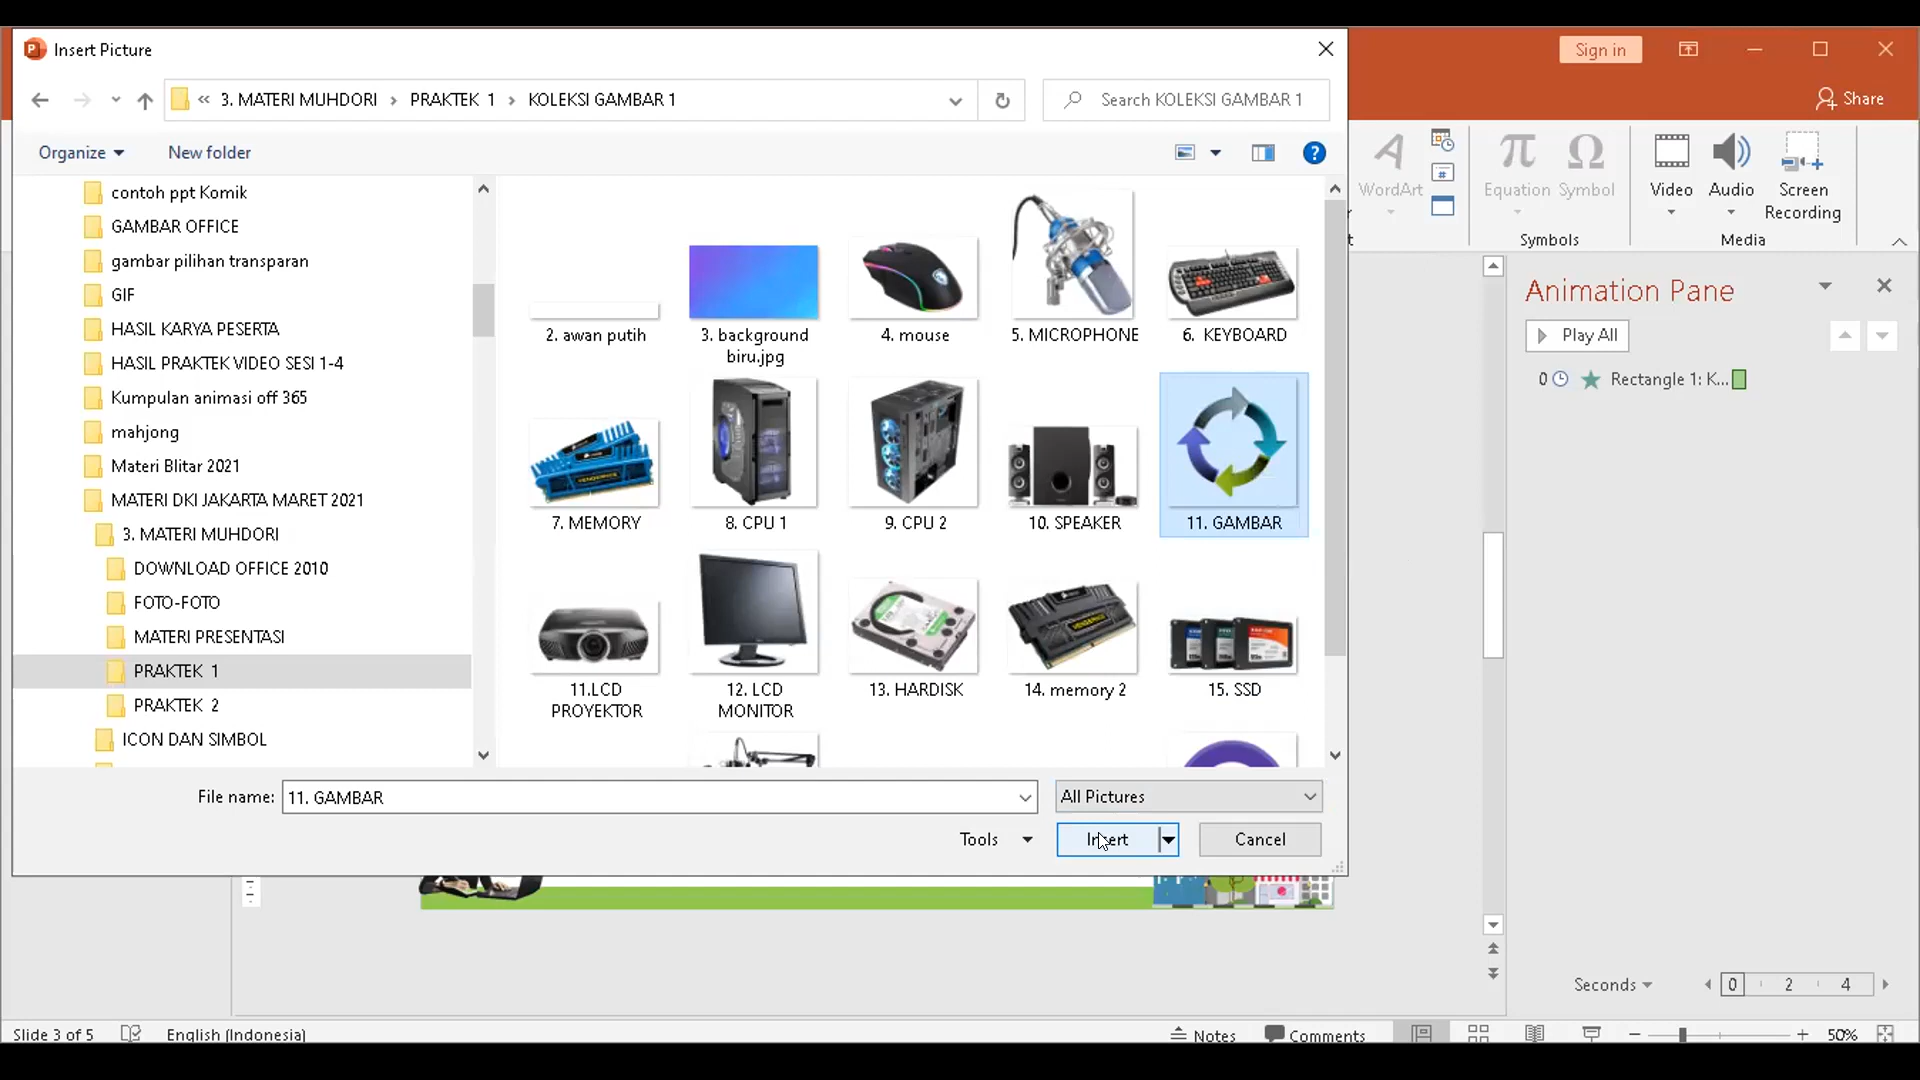 Insert Picture
Sign in
« 3. MATERI MUHDORI › PRAKTEK 1 › KOLEKSI GAMBAR 1
Search KOLEKSI GAMBAR 1
Share
Organize
New folder
WordArt
Equation
Symbol
Video
Audio
Screen
Recording
Symbols
Media
contoh ppt Komik
GAMBAR OFFICE
gambar pilihan transparan
GIF
HASIL KARYA PESERTA
HASIL PRAKTEK VIDEO SESI 1-4
Kumpulan animasi off 365
mahjong
Materi Blitar 2021
MATERI DKI JAKARTA MARET 2021
3. MATERI MUHDORI
DOWNLOAD OFFICE 2010
FOTO-FOTO
MATERI PRESENTASI
PRAKTEK 1
PRAKTEK 2
ICON DAN SIMBOL
2. awan putih
3. background
biru.jpg
4. mouse
5. MICROPHONE
6. KEYBOARD
7. MEMORY
8. CPU 1
9. CPU 2
10. SPEAKER
11. GAMBAR
11.LCD
PROYEKTOR
12. LCD
MONITOR
13. HARDISK
14. memory 2
15. SSD
Animation Pane
Play All
0 Rectangle 1: K...
File name: 11. GAMBAR
All Pictures
Tools
Insert
Cancel
Seconds
0 2 4
Slide 3 of 5
English (Indonesia)
Notes
Comments
50%